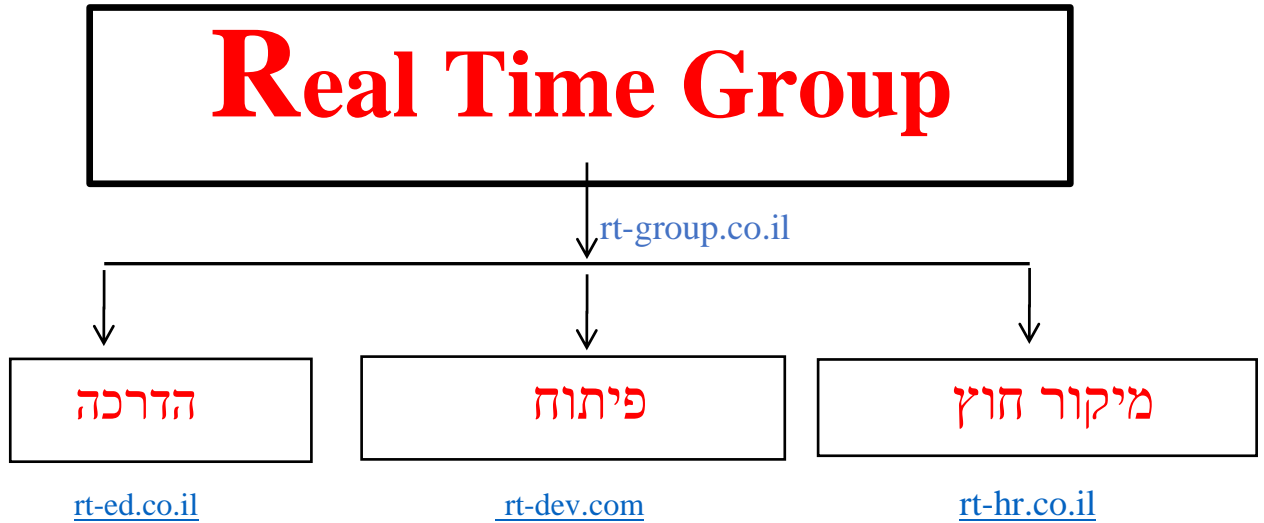 Real Time Group
rt-group.co.il
הדרכה
פיתוח
מיקור חוץ
rt-ed.co.il
rt-dev.com
rt-hr.co.il